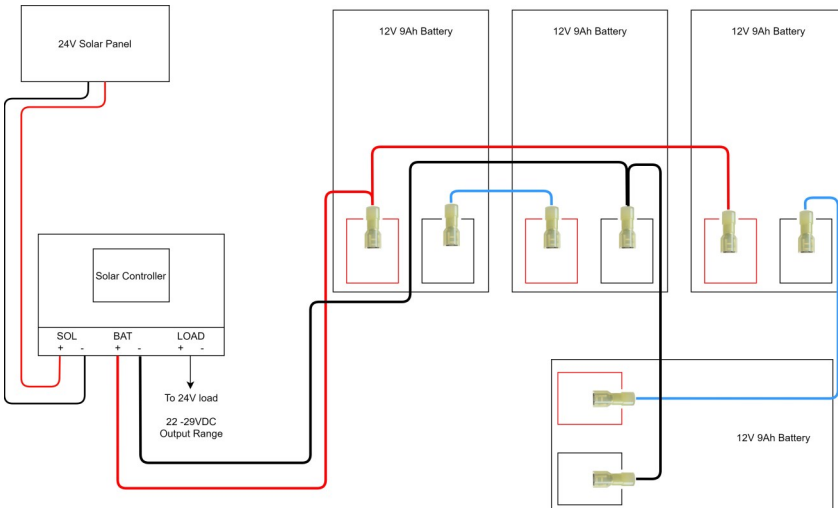 24V Solar Panel
12V 9Ah Battery
12V 9Ah Battery
12V 9Ah Battery
Solar Controller
SOL
BAT
LOAD
+ -
+ -
+ -
To 24V load
22 -29VDC
Output Range
12V 9Ah Battery